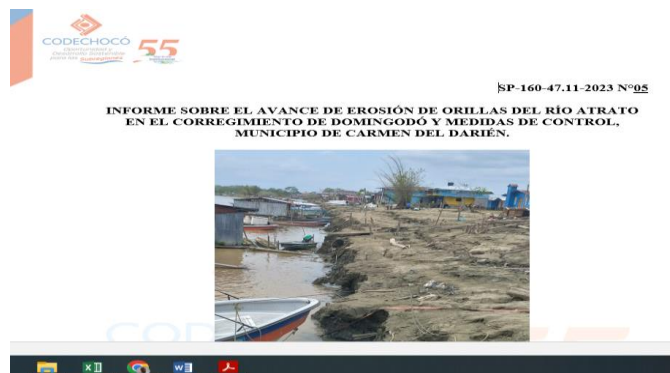 CODECHOCÓ
55
SP-160-47.11-2023 N°05
INFORME SOBRE EL AVANCE DE EROSIÓN DE ORILLAS DEL RÍO ATRATO
EN EL CORREGIMIENTO DE DOMINGODÓ Y MEDIDAS DE CONTROL,
MUNICIPIO DE CARMEN DEL DARIÉN.